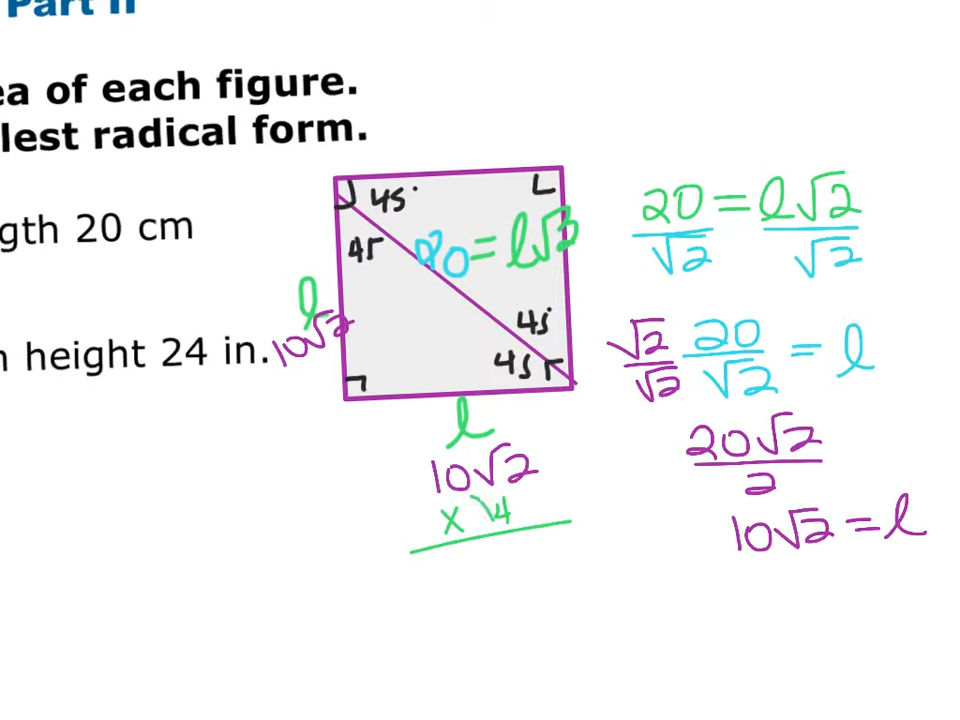 Part II
ea of each figure.
lest radical form.
gth 20 cm
n height 24 in.
45°
45
20 = l√2
45
45
l
10√2
l
10√2
x 4
20 = l√2
√2 √2
√2 20 = l
√2 √2
20√2
2
10√2 = l